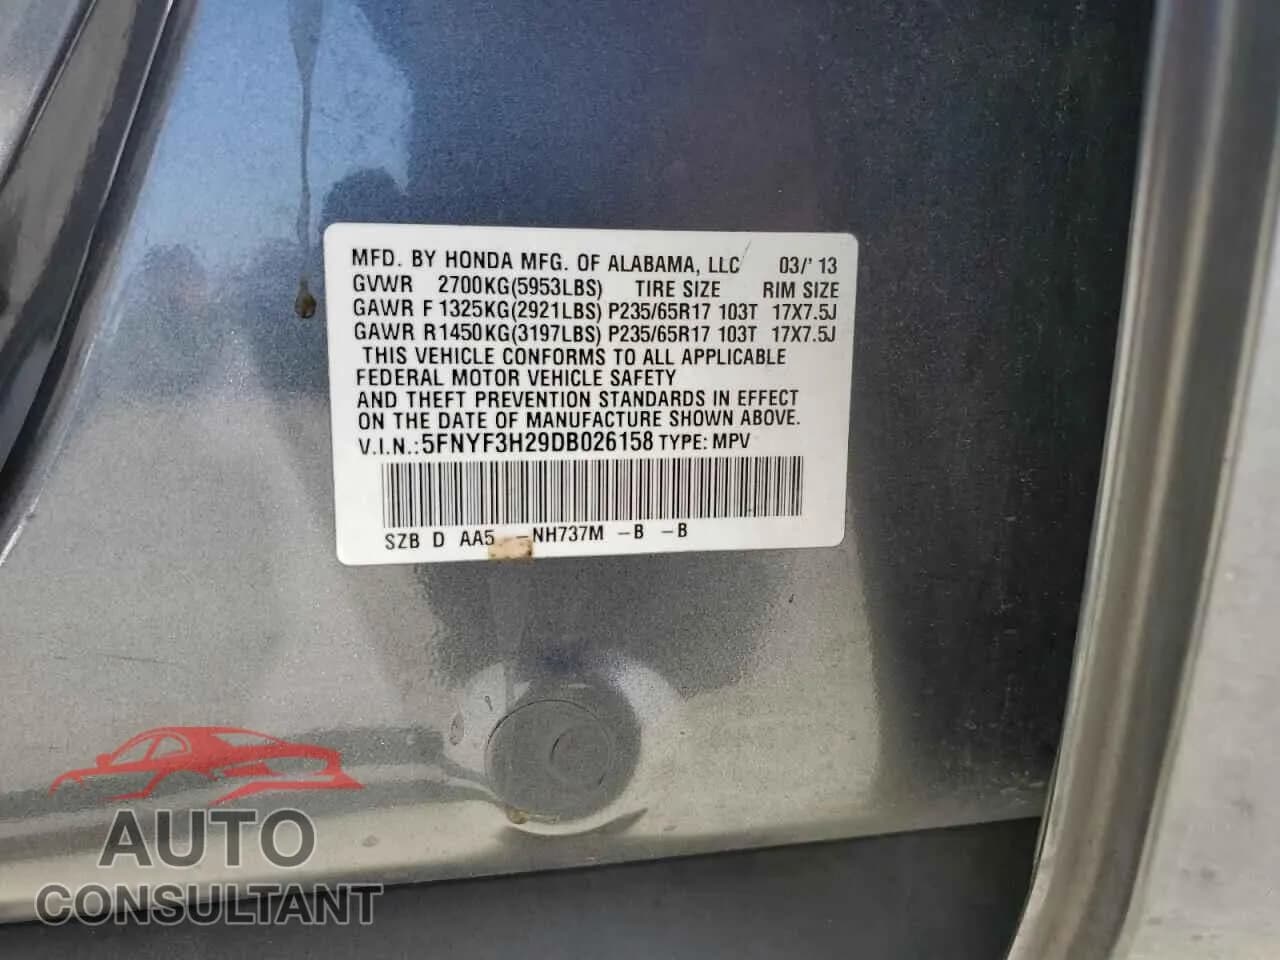 MFD. BY HONDA MFG. OF ALABAMA, LLC 03/'13
GVWR 2700KG(5953LBS) TIRE SIZE RIM SIZE
GAWR F 1325KG(2921LBS) P235/65R17 103T 17X7.5J
GAWR R1450KG(3197LBS) P235/65R17 103T 17X7.5J
THIS VEHICLE CONFORMS TO ALL APPLICABLE
FEDERAL MOTOR VEHICLE SAFETY
AND THEFT PREVENTION STANDARDS IN EFFECT
ON THE DATE OF MANUFACTURE SHOWN ABOVE.
V.I.N.:5FNYF3H29DB026158 TYPE: MPV
SZB D AA5 -NH737M -B -B
AUTO
CONSULTANT